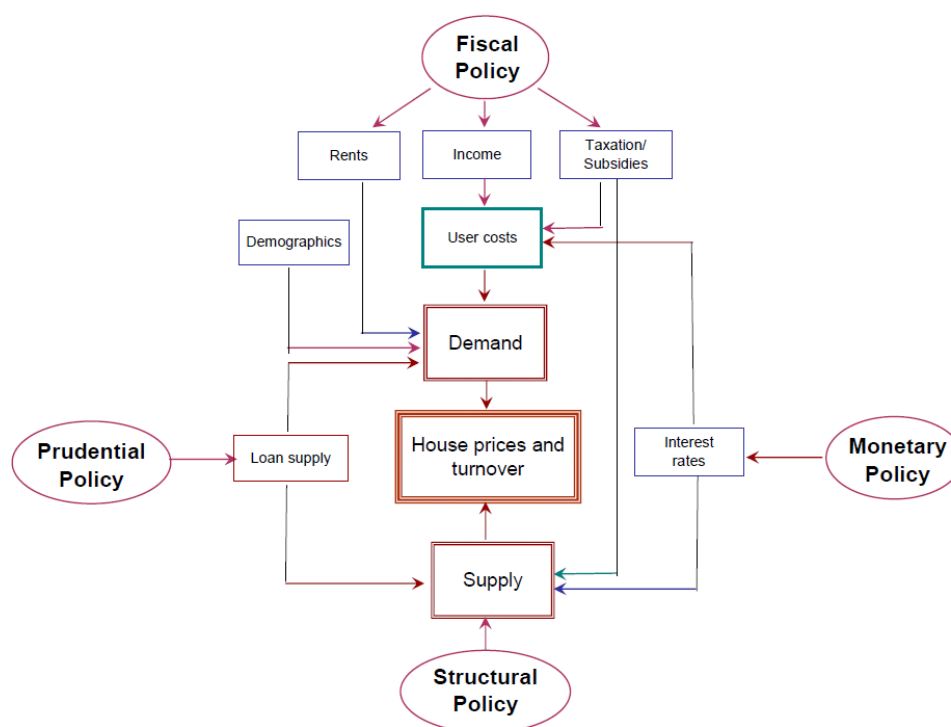 Fiscal
Policy
Rents
Income
Taxation/
Subsidies
Demographics
User costs
Demand
Prudential
Policy
Loan supply
House prices and
turnover
Interest
rates
Monetary
Policy
Supply
Structural
Policy